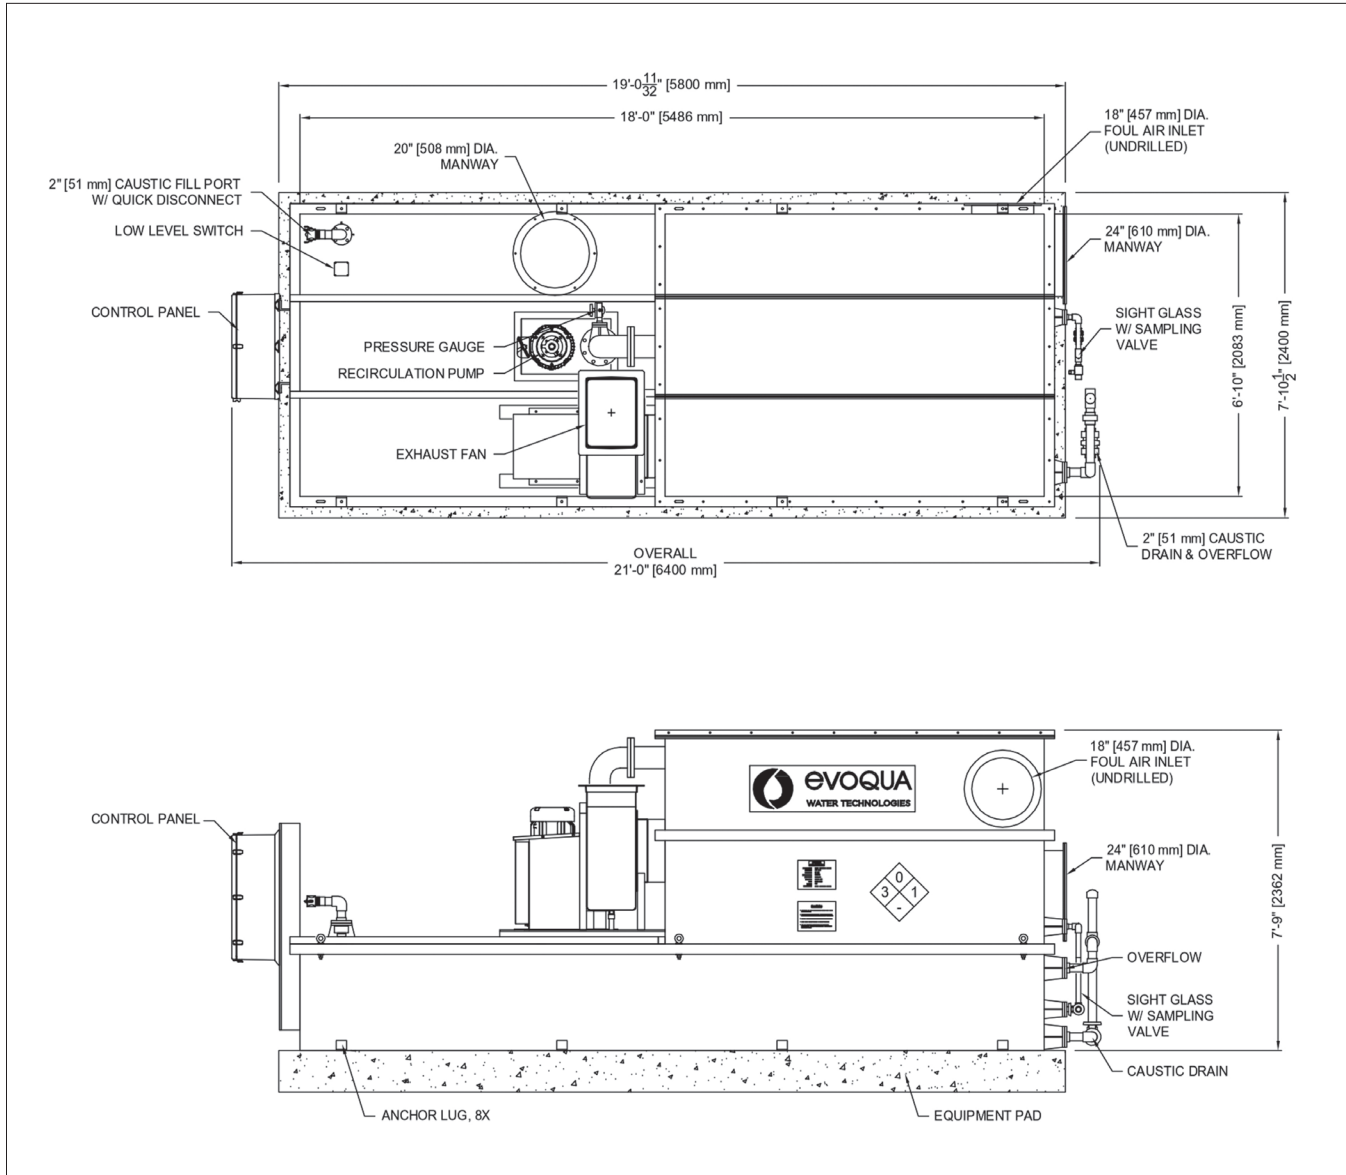 19'-0 11/32" [5800 mm]
18'-0" [5486 mm]
18" [457 mm] DIA.
FOUL AIR INLET
(UNDRILLED)
20" [508 mm] DIA.
MANWAY
2" [51 mm] CAUSTIC FILL PORT
W/ QUICK DISCONNECT
LOW LEVEL SWITCH
24" [610 mm] DIA.
MANWAY
CONTROL PANEL
SIGHT GLASS
W/ SAMPLING
VALVE
PRESSURE GAUGE
RECIRCULATION PUMP
6'-10" [2083 mm]
7'-10 1/2" [2400 mm]
EXHAUST FAN
2" [51 mm] CAUSTIC
DRAIN & OVERFLOW
OVERALL
21'-0" [6400 mm]
18" [457 mm] DIA.
FOUL AIR INLET
(UNDRILLED)
evoqua
WATER TECHNOLOGIES
CONTROL PANEL
24" [610 mm] DIA.
MANWAY
0
3 1
-
7'-9" [2362 mm]
OVERFLOW
SIGHT GLASS
W/ SAMPLING
VALVE
CAUSTIC DRAIN
ANCHOR LUG, 8X
EQUIPMENT PAD